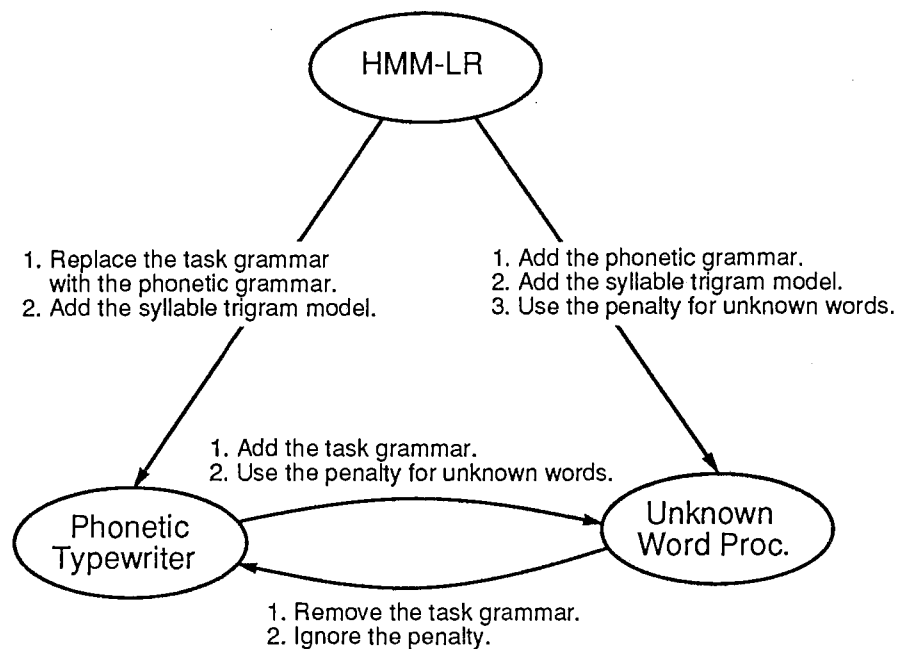 HMM-LR
1. Replace the task grammar
with the phonetic grammar.
2. Add the syllable trigram model.
1. Add the phonetic grammar.
2. Add the syllable trigram model.
3. Use the penalty for unknown words.
1. Add the task grammar.
2. Use the penalty for unknown words.
Phonetic
Typewriter
Unknown
Word Proc.
1. Remove the task grammar.
2. Ignore the penalty.